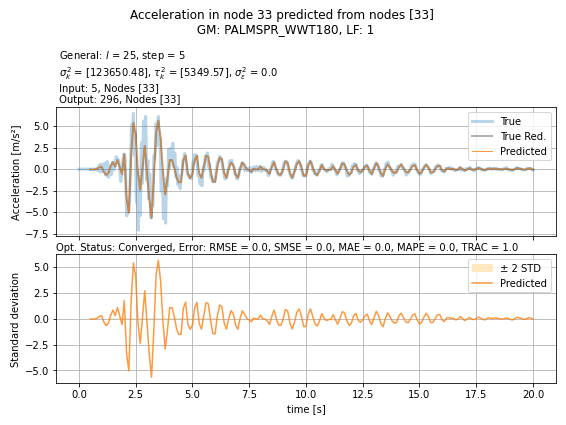 Acceleration in node 33 predicted from nodes [33]
GM: PALMSPR_WWT180, LF: 1
General: l = 25, step = 5
σ²ₖ = [123650.48], τ²ₖ = [5349.57], σ²ε = 0.0
Input: 5, Nodes [33]
Output: 296, Nodes [33]
Acceleration [m/s²]
5.0
2.5
0.0
−2.5
−5.0
−7.5
True
True Red.
Predicted
Opt. Status: Converged, Error: RMSE = 0.0, SMSE = 0.0, MAE = 0.0, MAPE = 0.0, TRAC = 1.0
Standard deviation
5.0
2.5
0.0
−2.5
−5.0
± 2 STD
Predicted
0.0 2.5 5.0 7.5 10.0 12.5 15.0 17.5 20.0
time [s]